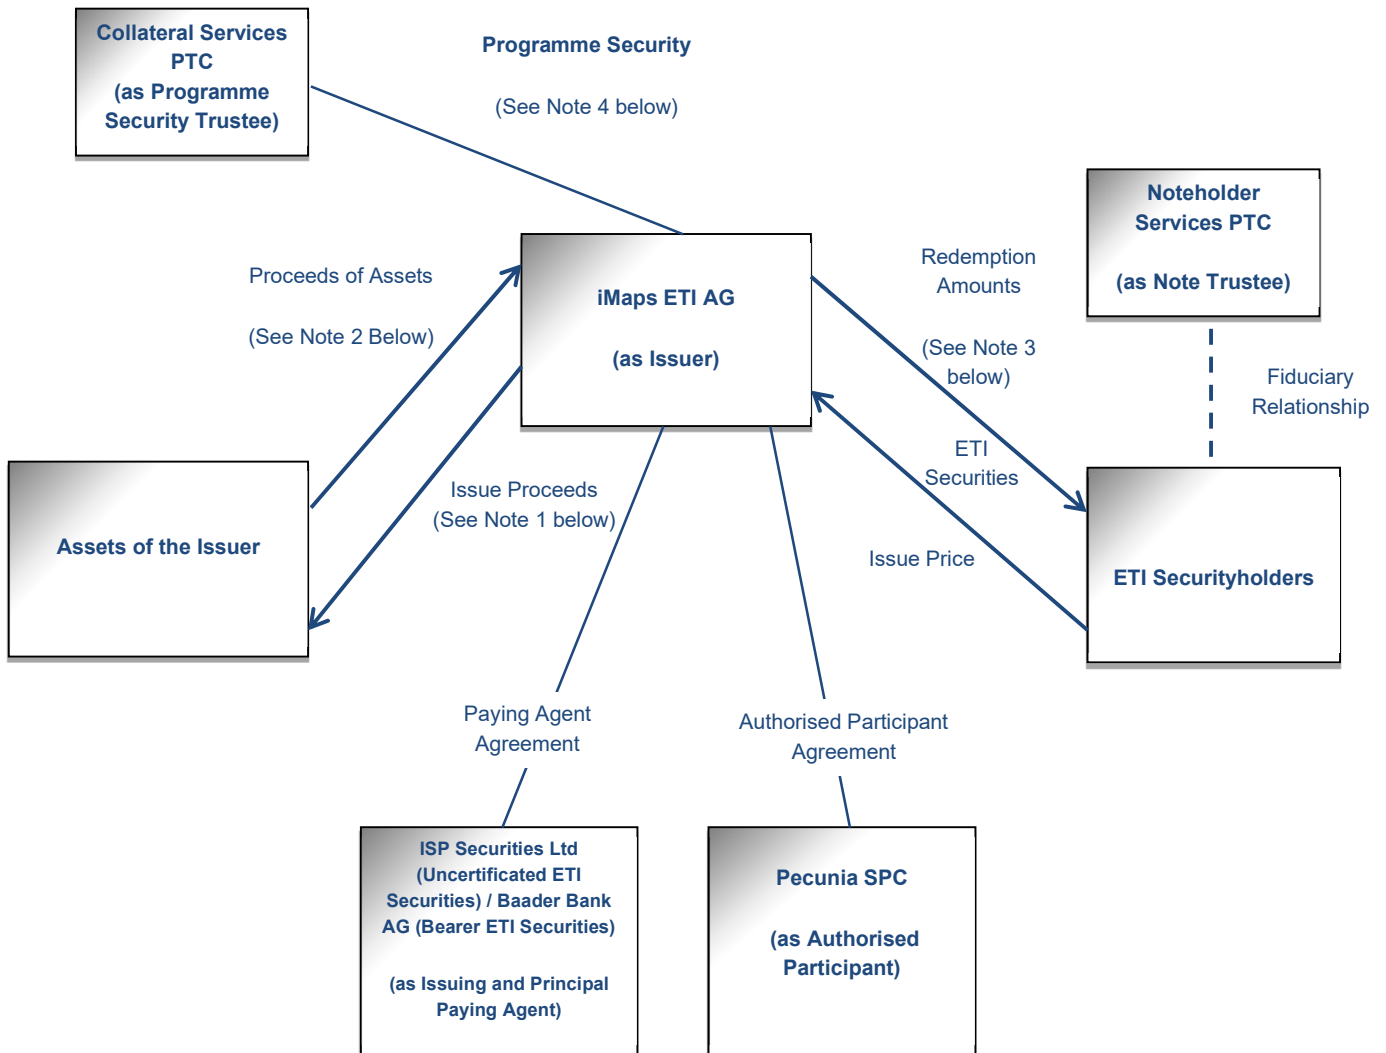 Collateral Services
PTC
(as Programme
Security Trustee)
Programme Security
(See Note 4 below)
Noteholder
Services PTC
(as Note Trustee)
Proceeds of Assets
(See Note 2 Below)
iMaps ETI AG
(as Issuer)
Redemption
Amounts
(See Note 3
below)
Fiduciary
Relationship
ETI
Securities
Issue Proceeds
(See Note 1 below)
Assets of the Issuer
Issue Price
ETI Securityholders
Paying Agent
Agreement
Authorised Participant
Agreement
ISP Securities Ltd
(Uncertificated ETI
Securities) / Baader Bank
AG (Bearer ETI Securities)
(as Issuing and Principal
Paying Agent)
Pecunia SPC
(as Authorised
Participant)